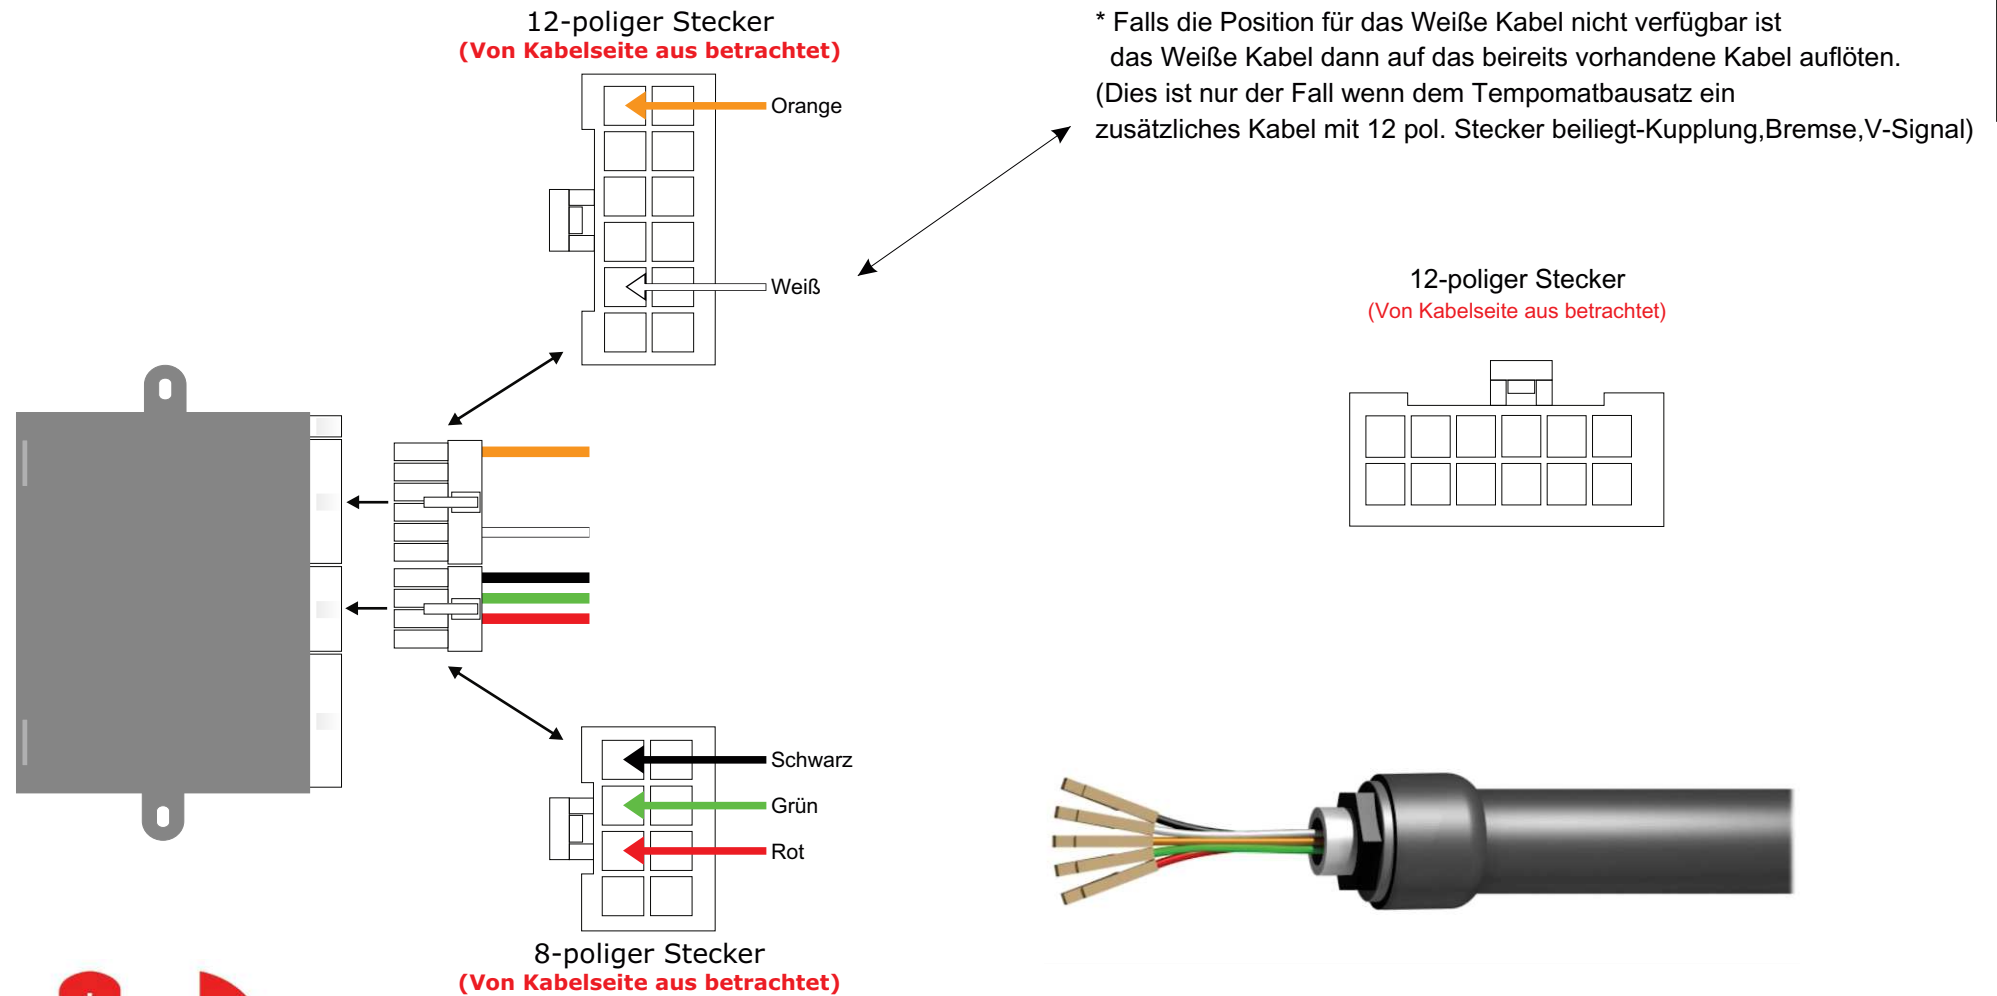 12-poliger Stecker
(Von Kabelseite aus betrachtet)
Orange
Weiß
* Falls die Position für das Weiße Kabel nicht verfügbar ist
das Weiße Kabel dann auf das beireits vorhandene Kabel auflöten.
(Dies ist nur der Fall wenn dem Tempomatbausatz ein
zusätzliches Kabel mit 12 pol. Stecker beiliegt-Kupplung,Bremse,V-Signal)
12-poliger Stecker
(Von Kabelseite aus betrachtet)
Schwarz
Grün
Rot
8-poliger Stecker
(Von Kabelseite aus betrachtet)